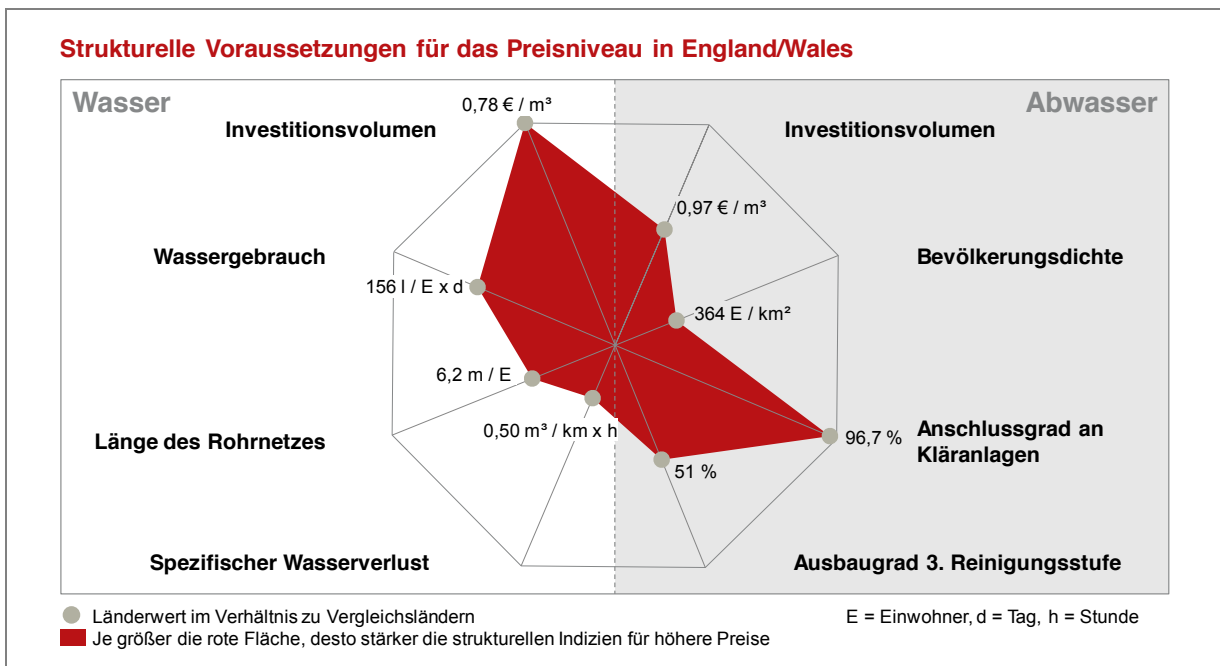 Strukturelle Voraussetzungen für das Preisniveau in England/Wales
Wasser
Abwasser
0,78 € / m³
Investitionsvolumen
Investitionsvolumen
0,97 € / m³
Wassergebrauch
Bevölkerungsdichte
156 l / E x d
364 E / km²
6,2 m / E
Länge des Rohrnetzes
0,50 m³ / km x h
96,7 %
Anschlussgrad an
Kläranlagen
51 %
Spezifischer Wasserverlust
Ausbaugrad 3. Reinigungsstufe
Länderwert im Verhältnis zu Vergleichsländern
E = Einwohner, d = Tag, h = Stunde
Je größer die rote Fläche, desto stärker die strukturellen Indizien für höhere Preise